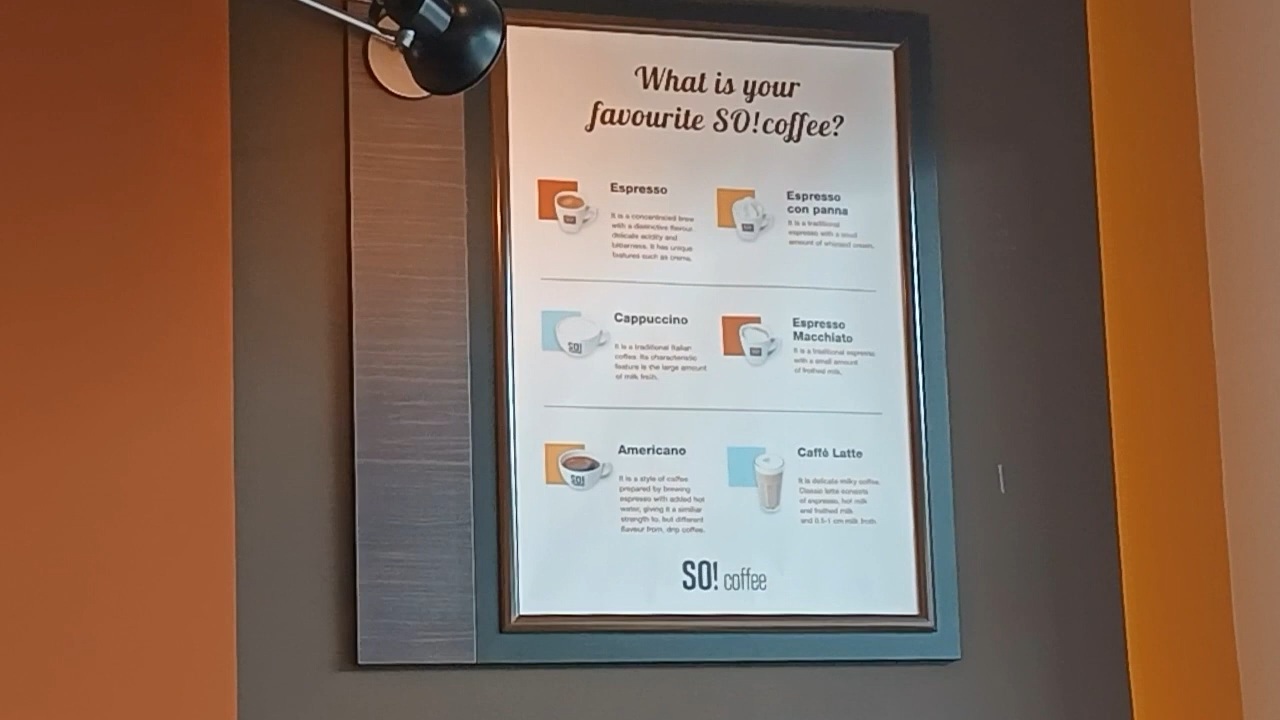 What is your
favourite SO!coffee?
Espresso
It is a concentrated brew
with a distinctive flavour,
delicate acidity and
bitterness. It has unique
features such as crema.
Espresso
con panna
It is a traditional
espresso with a small
amount of whipped cream.
Cappuccino
It is a traditional Italian
coffee. Its characteristic
feature is the large amount
of milk froth.
SO!
Espresso
Macchiato
It is a traditional espresso
with a small amount
of frothed milk.
Americano
It is a style of coffee
prepared by brewing
espresso with added hot
water, giving it a similar
strength to, but different
flavour from, drip coffee.
SO!
Caffé Latte
It is delicate milky coffee.
Classic latte consists
of espresso, hot milk
and frothed milk
and 0.5-1 cm milk froth.
SO! coffee